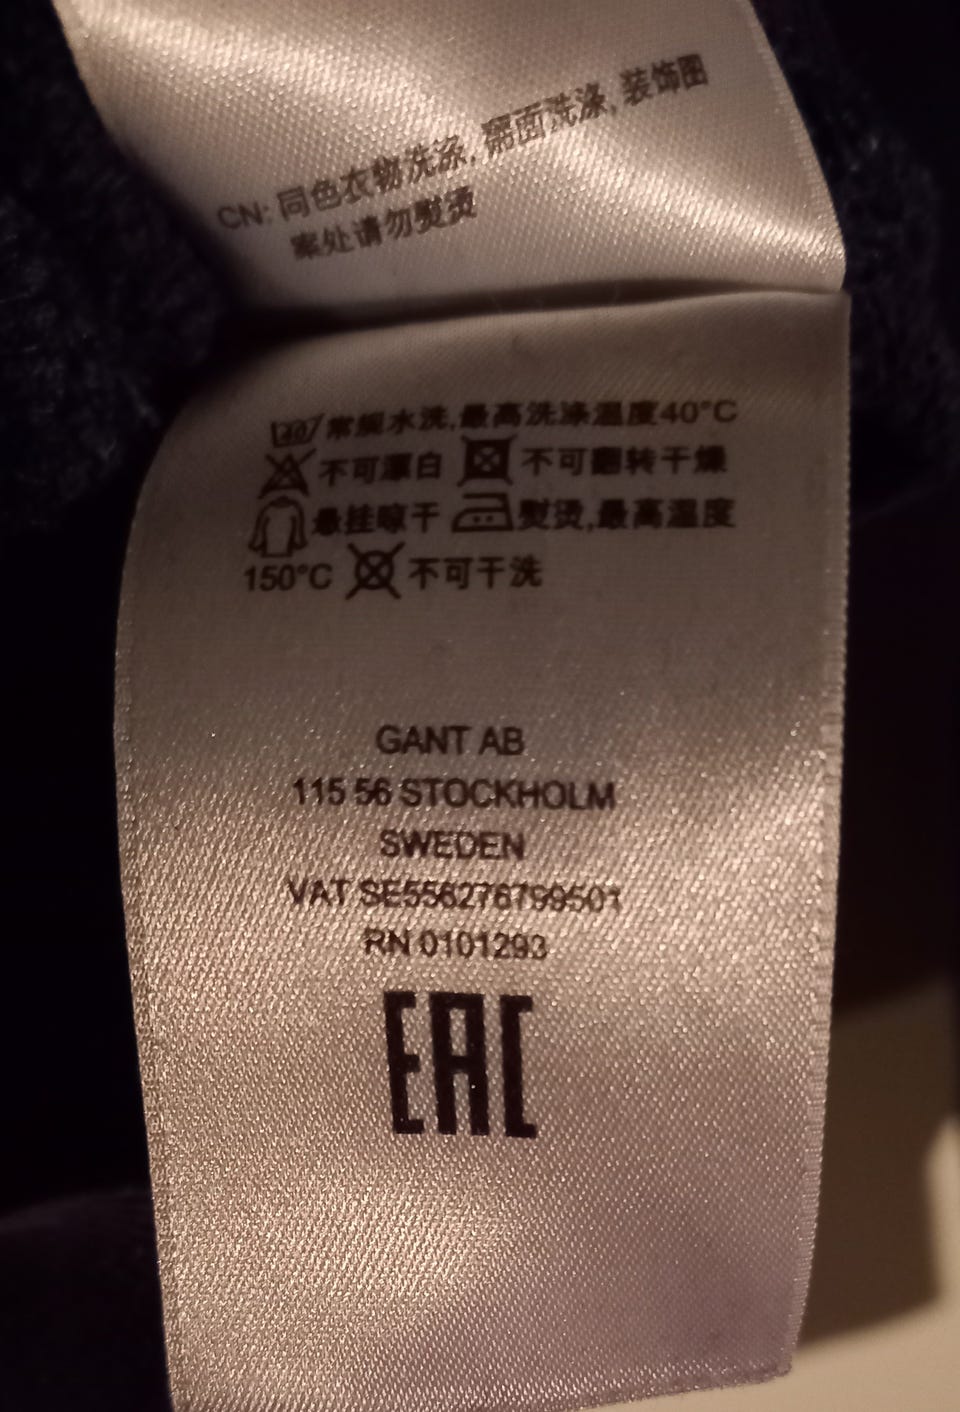 CN: 同色衣物洗涤, 需面洗涤, 装饰图
案处请勿熨烫
40 常规水洗,最高洗涤温度40°C
不可漂白 不可翻转干燥
悬挂晾干 熨烫,最高温度
150°C 不可干洗
GANT AB
115 56 STOCKHOLM
SWEDEN
VAT SE556276799501
RN 0101293
EAC